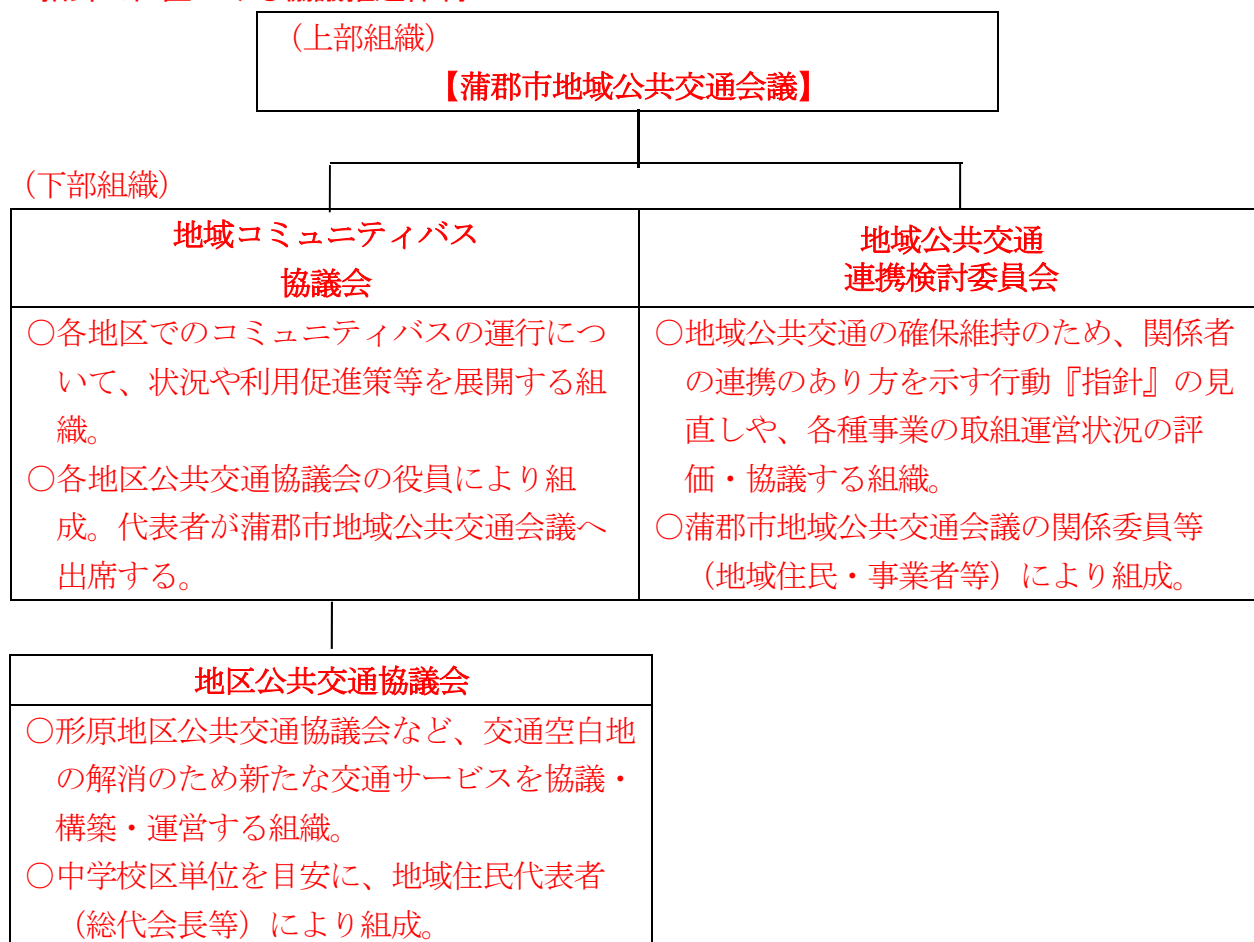 （上部組織）
【蒲郡市地域公共交通会議】
（下部組織）
地域コミュニティバス
協議会
○各地区でのコミュニティバスの運行につ
いて、状況や利用促進策等を展開する組
織。
○各地区公共交通協議会の役員により組
成。代表者が蒲郡市地域公共交通会議へ
出席する。
地域公共交通
連携検討委員会
○地域公共交通の確保維持のため、関係者
の連携のあり方を示す行動『指針』の見
直しや、各種事業の取組運営状況の評
価・協議する組織。
○蒲郡市地域公共交通会議の関係委員等
（地域住民・事業者等）により組成。
地区公共交通協議会
○形原地区公共交通協議会など、交通空白地
の解消のため新たな交通サービスを協議・
構築・運営する組織。
○中学校区単位を目安に、地域住民代表者
（総代会長等）により組成。